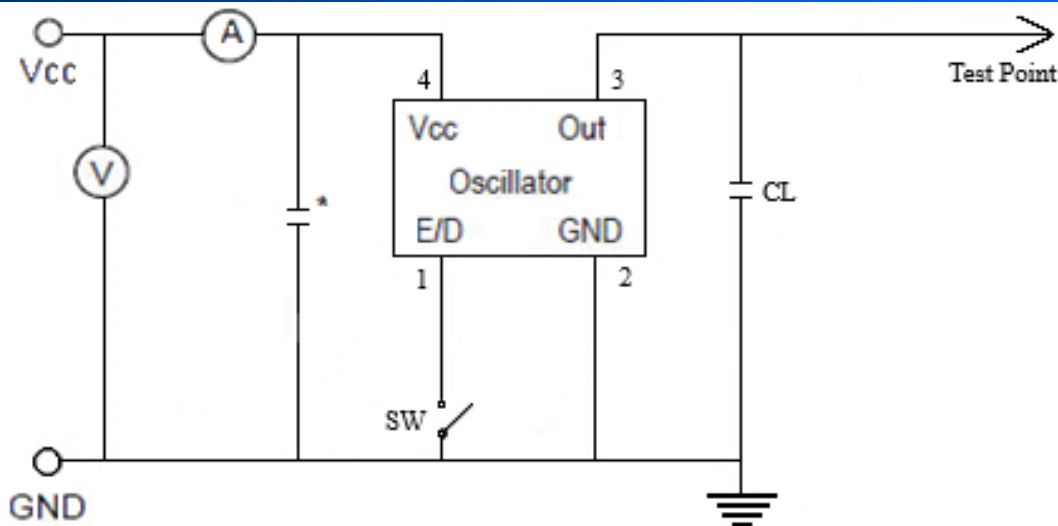 A
Vcc
4
3
Test Point
Vcc
Out
V
Oscillator
*
CL
E/D
GND
1
2
SW
GND